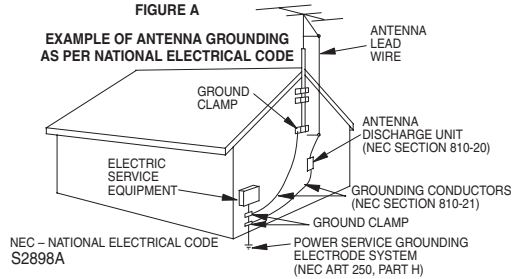 FIGURE A
EXAMPLE OF ANTENNA GROUNDING
AS PER NATIONAL ELECTRICAL CODE
ANTENNA
LEAD
WIRE
GROUND
CLAMP
ANTENNA
DISCHARGE UNIT
(NEC SECTION 810-20)
ELECTRIC
SERVICE
EQUIPMENT
GROUNDING CONDUCTORS
(NEC SECTION 810-21)
GROUND CLAMP
POWER SERVICE GROUNDING
ELECTRODE SYSTEM
(NEC ART 250, PART H)
NEC – NATIONAL ELECTRICAL CODE
S2898A